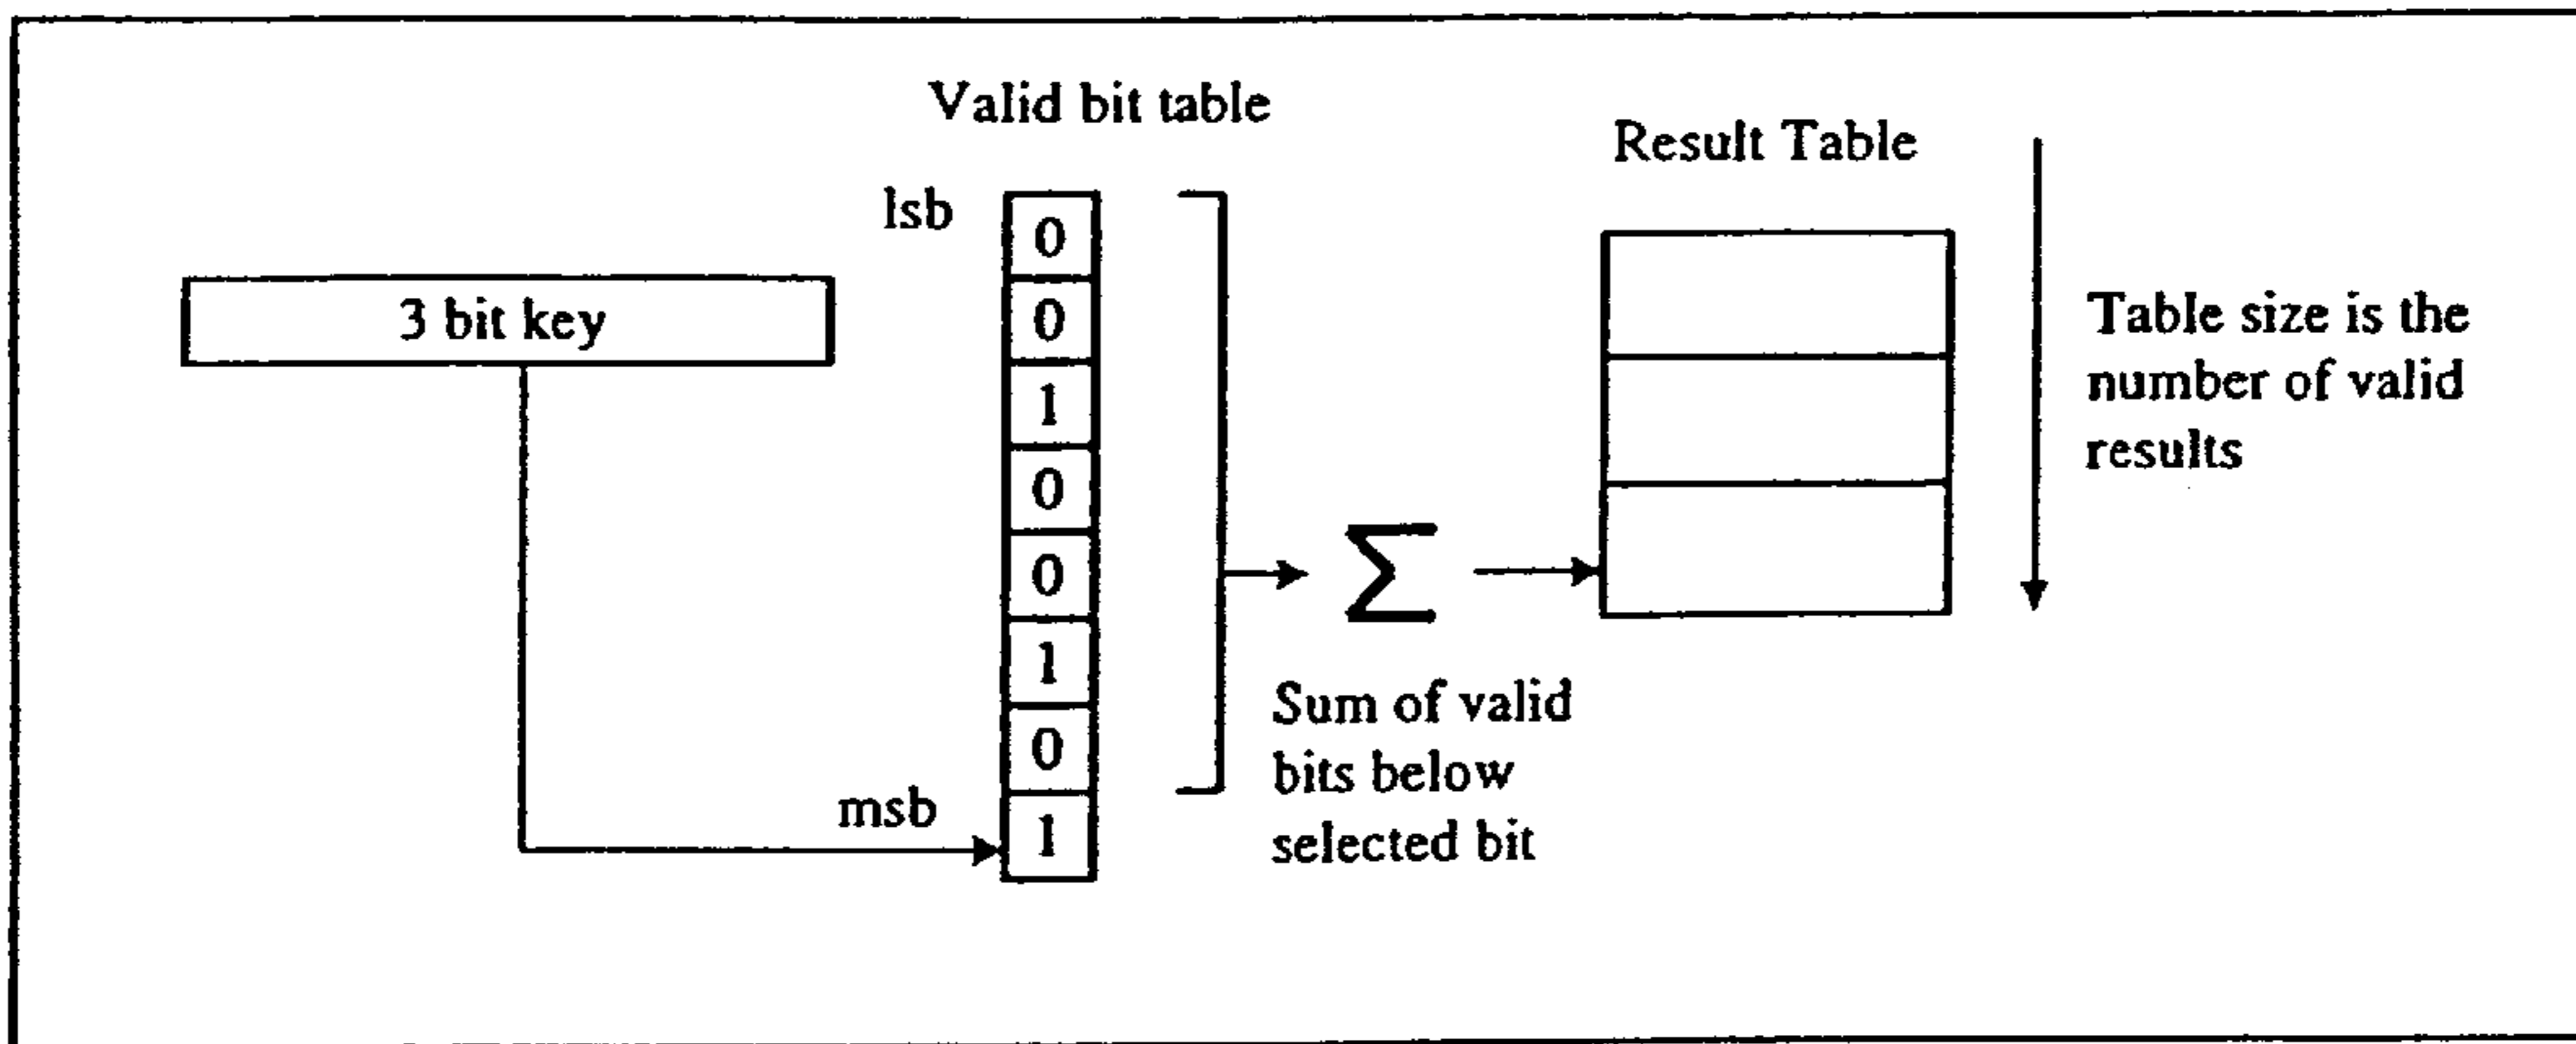 Valid bit table
Result Table
lsb
0
0
1
0
0
1
0
1
3 bit key
msb
Σ
Sum of valid
bits below
selected bit
Table size is the
number of valid
results